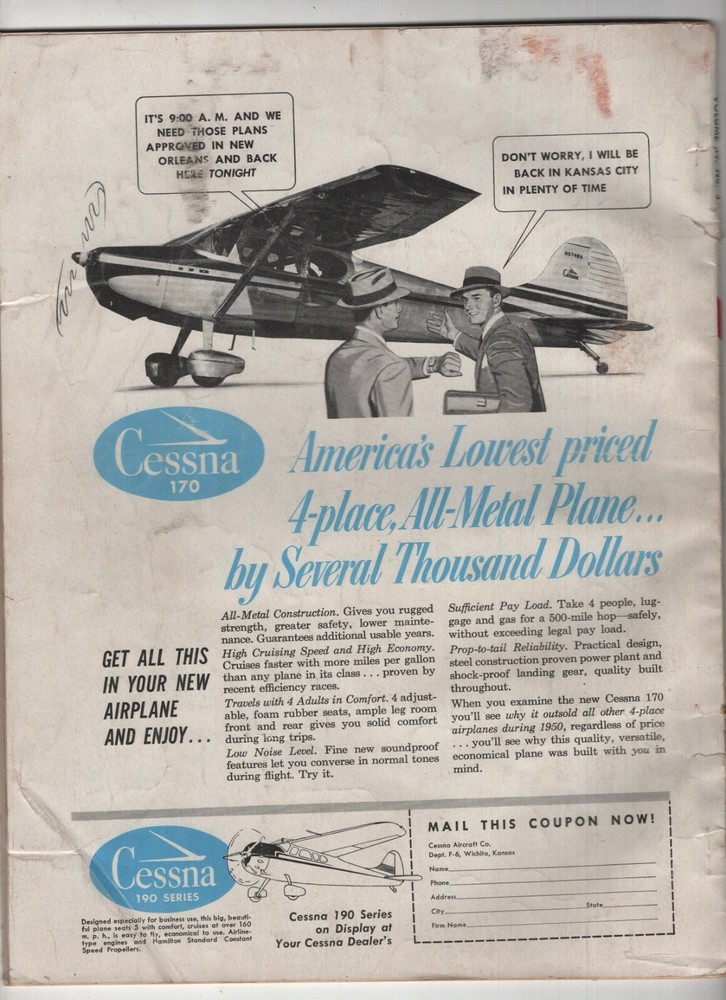 IT'S 9:00 A. M. AND WE
NEED THOSE PLANS
APPROVED IN NEW
ORLEANS AND BACK
HERE TONIGHT
DON'T WORRY, I WILL BE
BACK IN KANSAS CITY
IN PLENTY OF TIME
170
Cessna
170
America's Lowest priced
4-place, All-Metal Plane...
by Several Thousand Dollars
GET ALL THIS
IN YOUR NEW
AIRPLANE
AND ENJOY...
All-Metal Construction. Gives you rugged
strength, greater safety, lower mainte-
nance. Guarantees additional usable years.
High Cruising Speed and High Economy.
Cruises faster with more miles per gallon
than any plane in its class . . . proven by
recent efficiency races.
Travels with 4 Adults in Comfort. 4 adjust-
able, foam rubber seats, ample leg room
front and rear gives you solid comfort
during long trips.
Low Noise Level. Fine new soundproof
features let you converse in normal tones
during flight. Try it.
Sufficient Pay Load. Take 4 people, lug-
gage and gas for a 500-mile hop—safely,
without exceeding legal pay load.
Prop-to-tail Reliability. Practical design,
steel construction proven power plant and
shock-proof landing gear, quality built
throughout.
When you examine the new Cessna 170
you'll see why it outsold all other 4-place
airplanes during 1950, regardless of price
. . . you'll see why this quality, versatile,
economical plane was built with you in
mind.
Cessna
190 SERIES
Designed especially for business use, this big, beauti-
ful plane seats 5 with comfort, cruises at over 160
m. p. h., is easy to fly, economical to use. Airline-
type engines and Hamilton Standard Constant
Speed Propellers.
Cessna 190 Series
on Display at
Your Cessna Dealer's
MAIL THIS COUPON NOW!
Cessna Aircraft Co.
Dept. F-6, Wichita, Kansas
Name
Phone
Address
City State
Firm Name